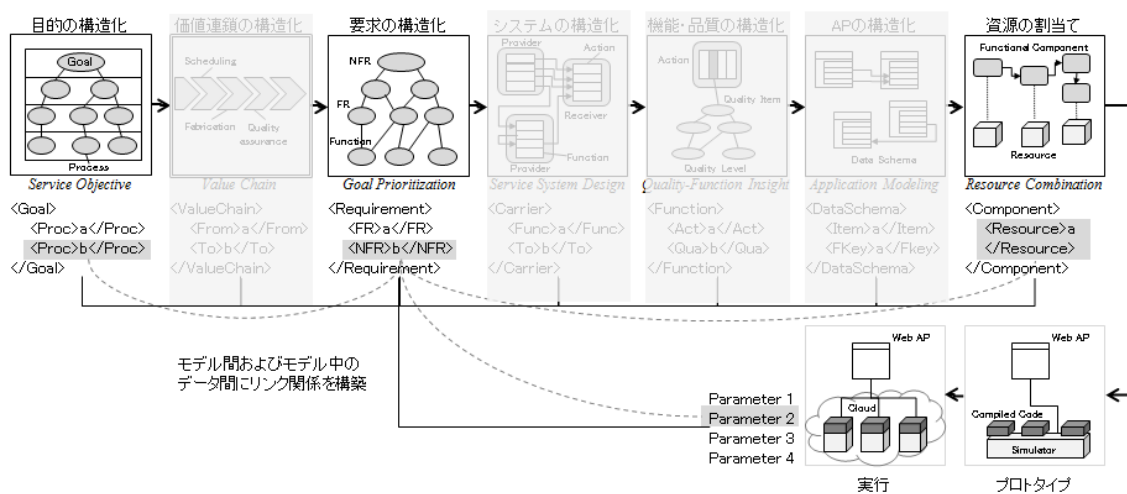 目的の構造化
Goal
Process
Service Objective
<Goal>
<Proc>a</Proc>
<Proc>b</Proc>
</Goal>
価値連鎖の構造化
Scheduling
Fabrication
Quality
assurance
Value Chain
<ValueChain>
<From>a</From>
<To>b</To>
</ValueChain>
要求の構造化
NFR
FR
Function
Goal Prioritization
<Requirement>
<FR>a</FR>
<NFR>b</NFR>
</Requirement>
システムの構造化
Provider
Action
Receiver
Provider
Function
Service System Design
<Carrier>
<Func>a</Func>
<To>b</To>
</Carrier>
機能・品質の構造化
Action
Quality Item
Quality Level
Quality-Function Insight
<Function>
<Act>a</Act>
<Qua>b</Qua>
</Function>
APの構造化
Data Schema
Application Modeling
<DataSchema>
<Item>a</Item>
<FKey>a</Fkey>
</DataSchema>
資源の割当て
Functional Component
Resource
Resource Combination
<Component>
<Resource>a
</Resource>
</Component>
モデル間およびモデル中の
データ間にリンク関係を構築
Parameter 1
Parameter 2
Parameter 3
Parameter 4
Web AP
Cloud
実行
Web AP
Compiled Code
Simulator
プロトタイプ